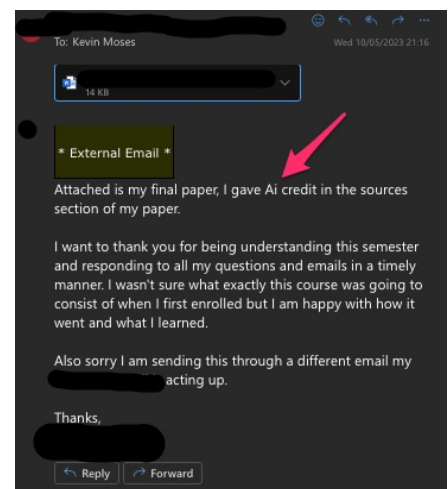 To: Kevin Moses
Wed 10/05/2023 21:16
14 KB
* External Email *
Attached is my final paper, I gave Ai credit in the sources
section of my paper.
I want to thank you for being understanding this semester
and responding to all my questions and emails in a timely
manner. I wasn't sure what exactly this course was going to
consist of when I first enrolled but I am happy with how it
went and what I learned.
Also sorry I am sending this through a different email my
acting up.
Thanks,
Reply
Forward